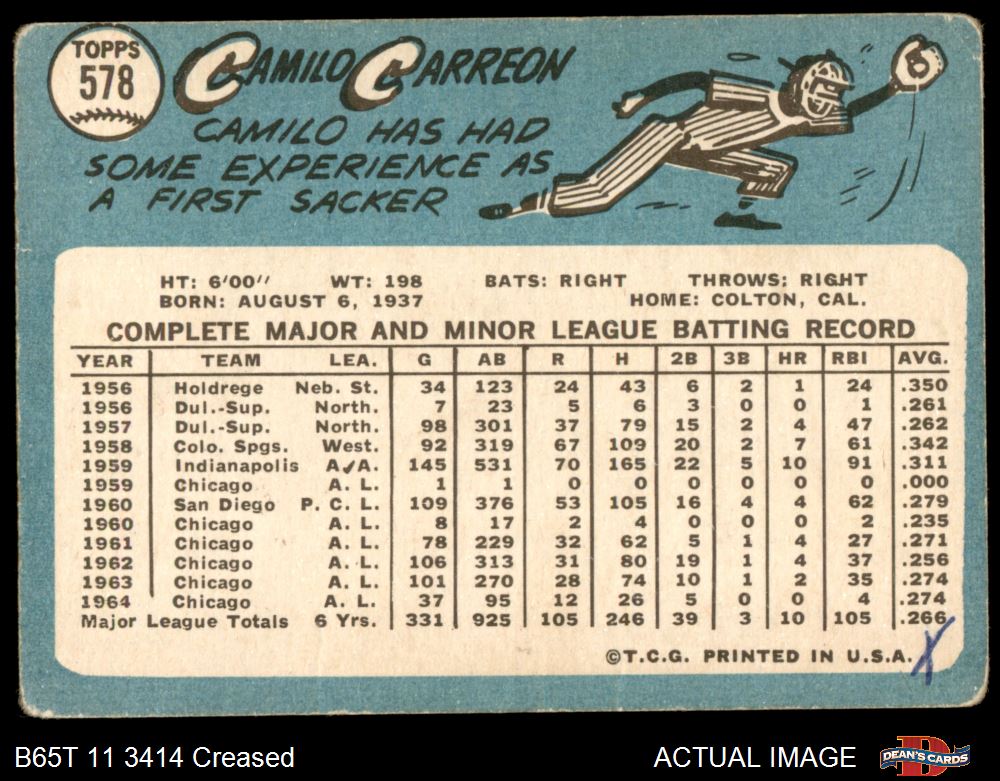 TOPPS
578
CAMILO CARREON
CAMILO HAS HAD
SOME EXPERIENCE AS
A FIRST SACKER
HT: 6'00" WT: 198 BATS: RIGHT THROWS: RIGHT
BORN: AUGUST 6, 1937 HOME: COLTON, CAL.
COMPLETE MAJOR AND MINOR LEAGUE BATTING RECORD
YEAR TEAM LEA. G AB R H 2B 3B HR RBI AVG.
1956 Holdrege Neb. St. 34 123 24 43 6 2 1 24 .350
1956 Dul.-Sup. North. 7 23 5 6 3 0 0 1 .261
1957 Dul.-Sup. North. 98 301 37 79 15 2 4 47 .262
1958 Colo. Spgs. West. 92 319 67 109 20 2 7 61 .342
1959 Indianapolis A.A. 145 531 70 165 22 5 10 91 .311
1959 Chicago A. L. 1 1 0 0 0 0 0 0 .000
1960 San Diego P. C. L. 109 376 53 105 16 4 4 62 .279
1960 Chicago A. L. 8 17 2 4 0 0 0 2 .235
1961 Chicago A. L. 78 229 32 62 5 1 4 27 .271
1962 Chicago A. L. 106 313 31 80 19 1 4 37 .256
1963 Chicago A. L. 101 270 28 74 10 1 2 35 .274
1964 Chicago A. L. 37 95 12 26 5 0 0 4 .274
Major League Totals 6 Yrs. 331 925 105 246 39 3 10 105 .266
©T.C.G. PRINTED IN U.S.A.
B65T 11 3414 Creased ACTUAL IMAGE
DEAN'S CARDS